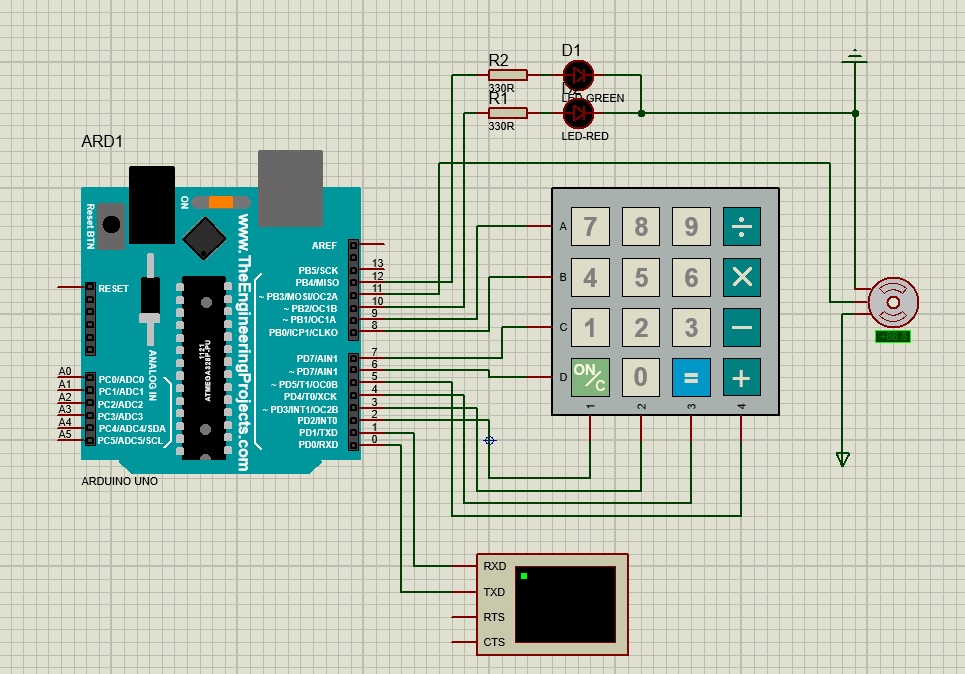 D1
R2
330R
LED-GREEN
R1
330R
LED-RED
ARD1
Reset BTN
ON
www.TheEngineeringProjects.com
ANALOG IN
1121
ATMEGA328P-PU
RESET
AREF
PB5/SCK 13
PB4/MISO 12
~ PB3/MOSI/OC2A 11
~ PB2/OC1B 10
~ PB1/OC1A 9
PB0/ICP1/CLKO 8
PD7/AIN1 7
~ PD7/AIN1 6
~ PD5/T1/OC0B 5
PD4/T0/XCK 4
~ PD3/INT1/OC2B 3
PD2/INT0 2
PD1/TXD 1
PD0/RXD 0
A0 PC0/ADC0
A1 PC1/ADC1
A2 PC2/ADC2
A3 PC3/ADC3
A4 PC4/ADC4/SDA
A5 PC5/ADC5/SCL
ARDUINO UNO
A 7 8 9 ÷
B 4 5 6 ×
C 1 2 3 −
D ON/C 0 = +
1 2 3 4
RXD
TXD
RTS
CTS